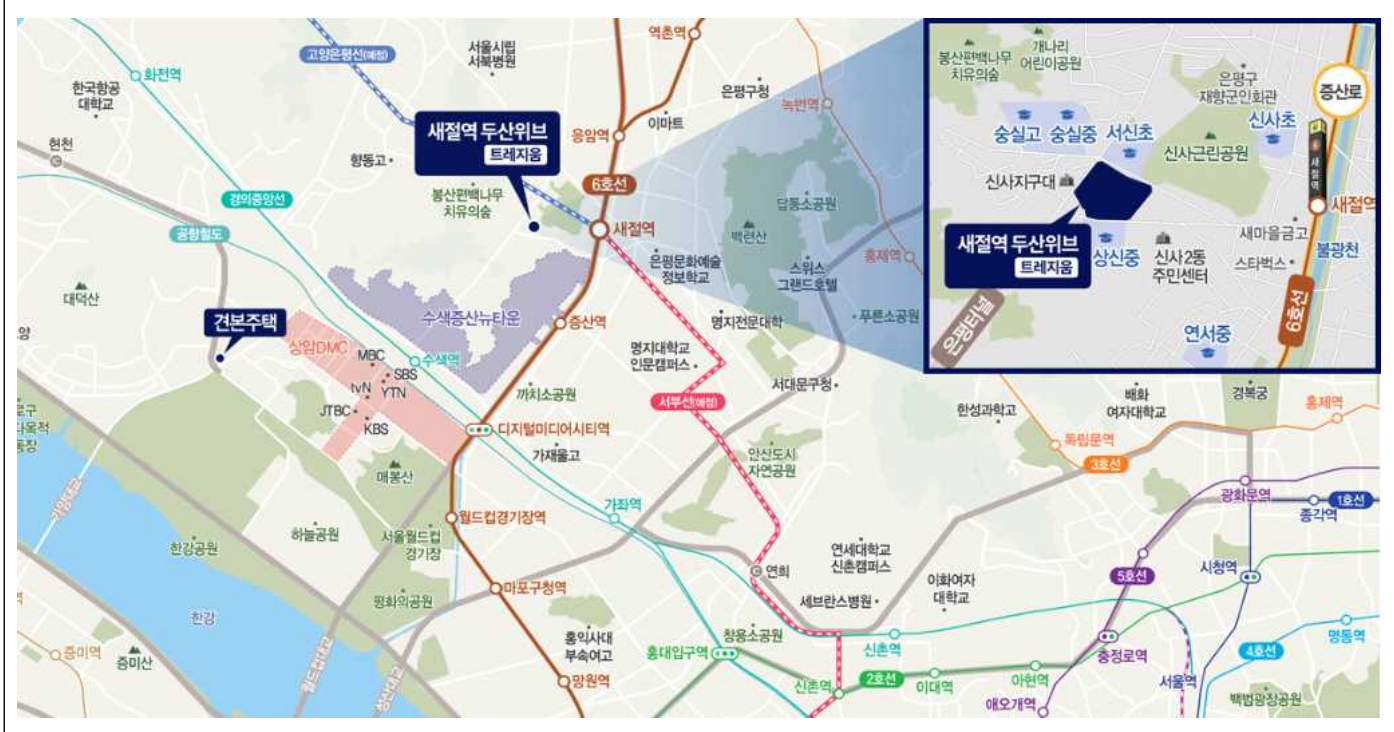 역촌역
고양은평선(예정)
서울시립
서북병원
화전역
은평구청
한국항공
대학교
녹번역
새절역 두산위브
트레지움
응암역
이마트
현천
향동고
6호선
봉산편백나무
치유의숲
경의중앙선
공항철도
새절역
백련산
은평문화예술
정보학교
스위스
그랜드호텔
홍제역
대덕산
수색증산뉴타운
견본주택
증산역
명지전문대학
푸른소공원
상암DMC
MBC
SBS
tvN
YTN
JTBC
KBS
수색역
명지대학교
인문캠퍼스
까치소공원
서대문구청
서부선(예정)
한성과학고
배화
여자대학교
경복궁
홍제역
디지털미디어시티역
가재울고
안산도시
자연공원
독립문역
3호선
매봉산
가좌역
광화문역
1호선
종각역
월드컵경기장역
하늘공원
서울월드컵
경기장
한강공원
가양대교
연희
연세대학교
신촌캠퍼스
5호선
시청역
마포구청역
평화의공원
세브란스병원
이화여자
대학교
한강
창용소공원
홍익사대
부속여고
홍대입구역
신촌역
충정로역
4호선
명동역
증미역
증미산
월드컵대교
성산대교
망원역
신촌역
2호선
이대역
아현역
서울역
애오개역
백범광장공원
봉산편백나무
치유의숲
개나리
어린이공원
은평구
재향군인회관
증산로
숭실고
숭실중
서신초
신사초
신사근린공원
신사지구대
새절역
새절역
새절역 두산위브
트레지움
상신중
신사2동
주민센터
새마을금고
스타벅스
불광천
6호선
은평터널
연서중